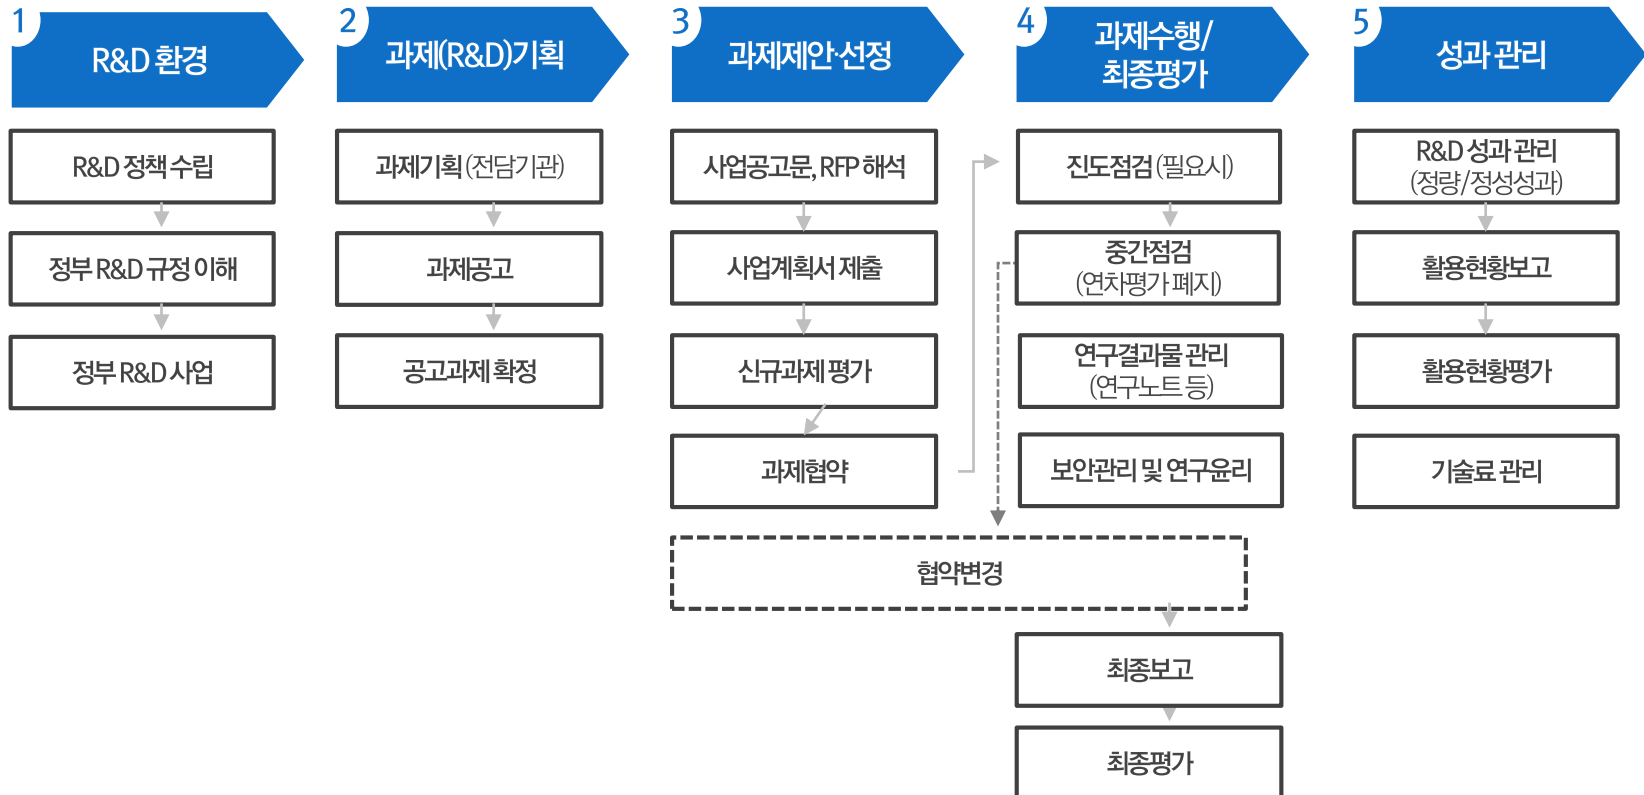 1
R&D 환경
R&D 정책 수립
정부 R&D 규정 이해
정부 R&D 사업
2
과제(R&D)기획
과제기획 (전담기관)
과제공고
공고과제 확정
3
과제제안·선정
사업공고문, RFP 해석
사업계획서 제출
신규과제 평가
과제협약
4
과제수행/
최종평가
진도점검 (필요시)
중간점검
(연차평가 폐지)
연구결과물 관리
(연구노트 등)
보안관리 및 연구윤리
협약변경
최종보고
최종평가
5
성과 관리
R&D 성과 관리
(정량/정성성과)
활용현황보고
활용현황평가
기술료 관리